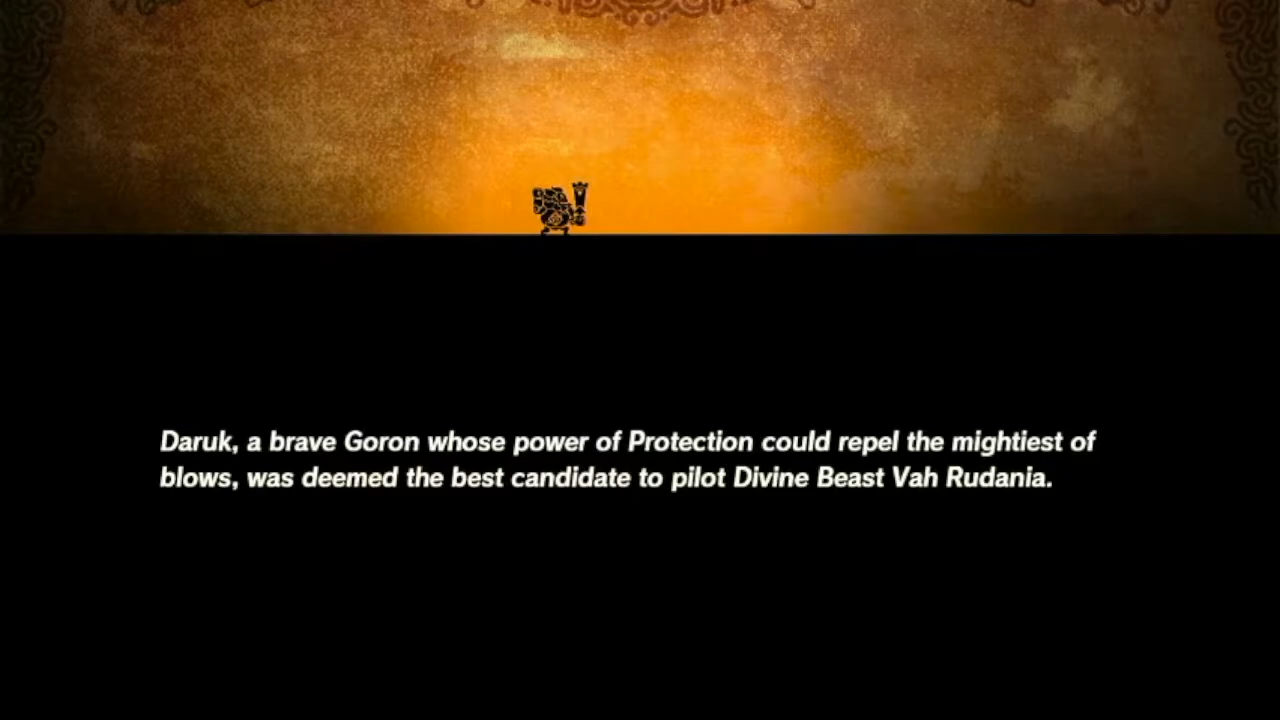 Daruk, a brave Goron whose power of Protection could repel the mightiest of
blows, was deemed the best candidate to pilot Divine Beast Vah Rudania.